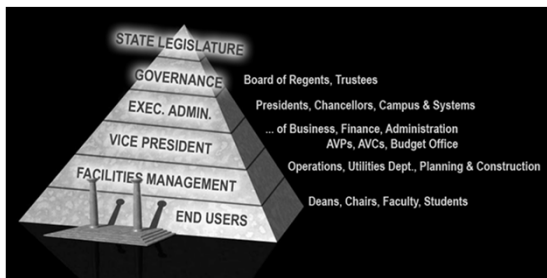 STATE LEGISLATURE
GOVERNANCE
Board of Regents, Trustees
EXEC. ADMIN.
Presidents, Chancellors, Campus & Systems
VICE PRESIDENT
... of Business, Finance, Administration
AVPs, AVCs, Budget Office
FACILITIES MANAGEMENT
Operations, Utilities Dept., Planning & Construction
END USERS
Deans, Chairs, Faculty, Students